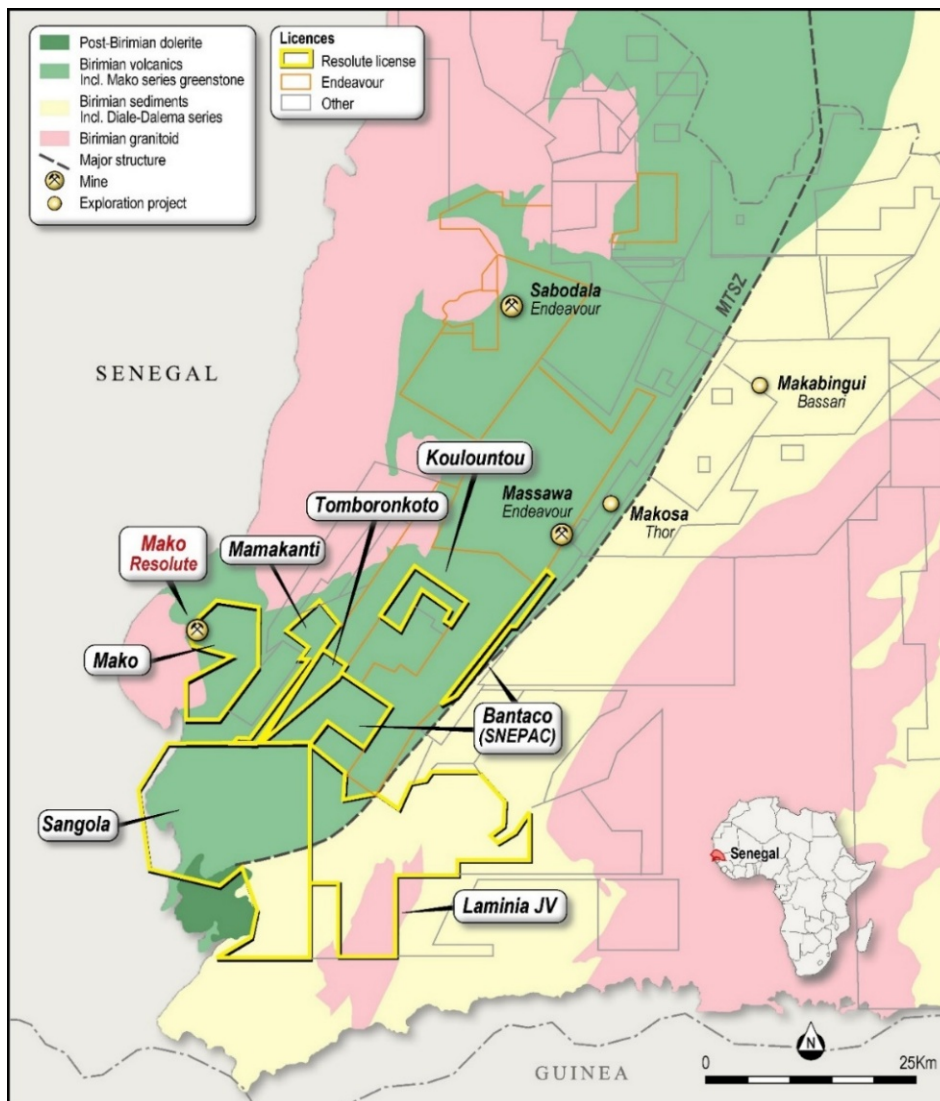 Post-Birimian dolerite
Birimian volcanics
Incl. Mako series greenstone
Birimian sediments
Incl. Diale-Dalema series
Birimian granitoid
Major structure
Mine
Exploration project
Licences
Resolute license
Endeavour
Other
MTSZ
Sabodala
Endeavour
SENEGAL
Makabingui
Bassari
Koulountou
Tomboronkoto
Massawa
Endeavour
Makosa
Thor
Mako
Resolute
Mamakanti
Mako
Bantaco
(SNEPAC)
Sangola
Senegal
Laminia JV
N
GUINEA
0
25Km